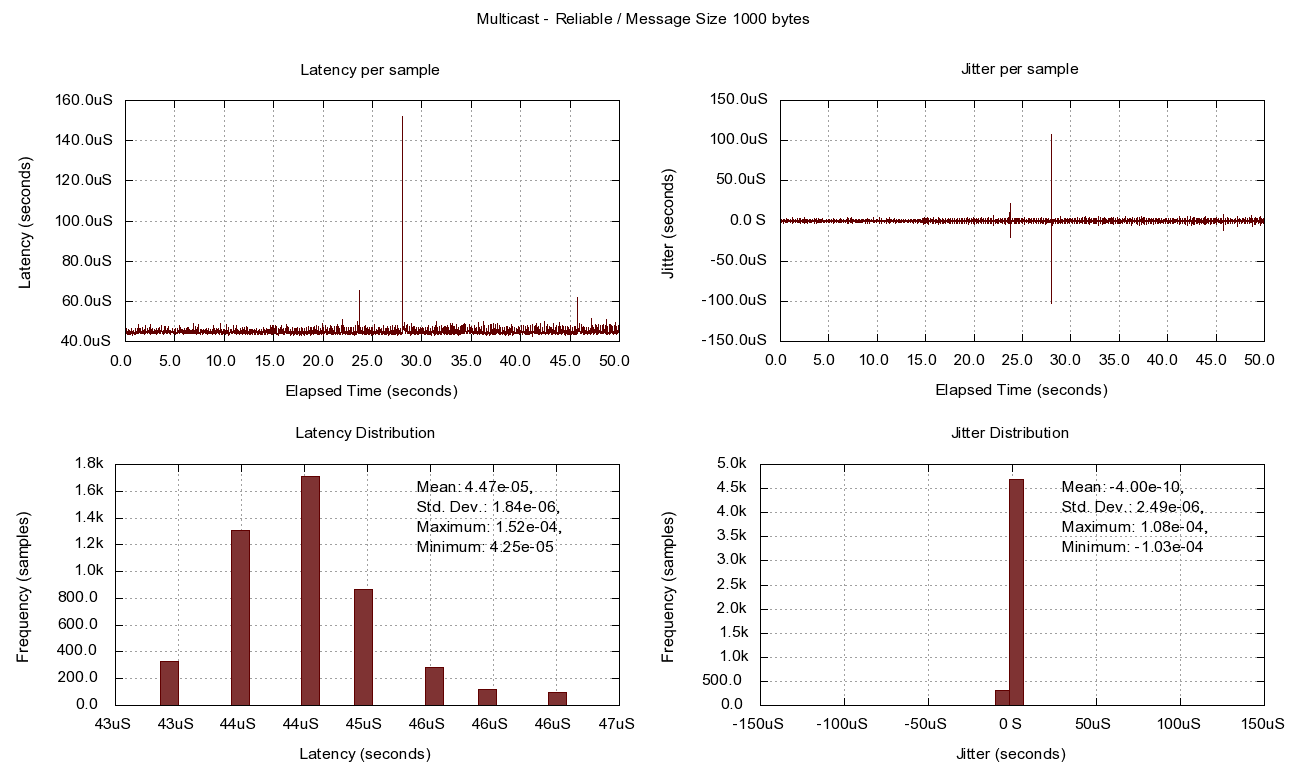 Multicast - Reliable / Message Size 1000 bytes
Latency per sample
160.0uS
140.0uS
120.0uS
100.0uS
80.0uS
60.0uS
40.0uS
Latency (seconds)
0.0 5.0 10.0 15.0 20.0 25.0 30.0 35.0 40.0 45.0 50.0
Elapsed Time (seconds)
Jitter per sample
150.0uS
100.0uS
50.0uS
0.0 S
-50.0uS
-100.0uS
-150.0uS
Jitter (seconds)
0.0 5.0 10.0 15.0 20.0 25.0 30.0 35.0 40.0 45.0 50.0
Elapsed Time (seconds)
Latency Distribution
1.8k
1.6k
1.4k
1.2k
1.0k
800.0
600.0
400.0
200.0
0.0
Frequency (samples)
Mean: 4.47e-05,
Std. Dev.: 1.84e-06,
Maximum: 1.52e-04,
Minimum: 4.25e-05
43uS 43uS 44uS 44uS 45uS 46uS 46uS 46uS 47uS
Latency (seconds)
Jitter Distribution
5.0k
4.5k
4.0k
3.5k
3.0k
2.5k
2.0k
1.5k
1.0k
500.0
0.0
Frequency (samples)
Mean: -4.00e-10,
Std. Dev.: 2.49e-06,
Maximum: 1.08e-04,
Minimum: -1.03e-04
-150uS -100uS -50uS 0 S 50uS 100uS 150uS
Jitter (seconds)